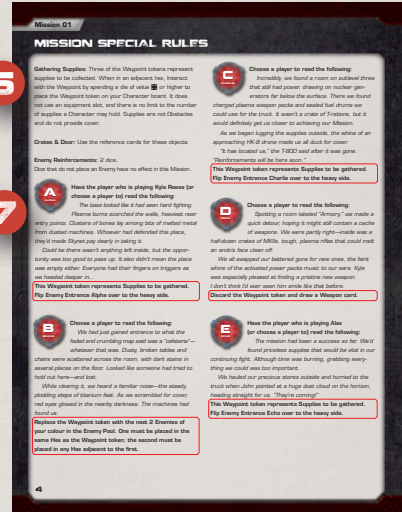 Mission 01
MISSION SPECIAL RULES
5
7
Gathering Supplies: Three of the Waypoint tokens represent
supplies to be collected. When in an adjacent hex, Interact
with the Waypoint by spending a die of value or higher to
place the Waypoint token on your Character board. It does
not use an equipment slot, and there is no limit to the number
of supplies a Character may hold. Supplies are not Obstacles
and do not provide cover.
Crates & Door: Use the reference cards for these objects.
Enemy Reinforcements: 2 dice.
Dice that do not place an Enemy have no effect in this Mission.
A
Have the player who is playing Kyle Reese (or
choose a player to) read the following:
The base looked like it had seen hard fighting.
Plasma burns scorched the walls, heaviest near
entry points. Clusters of bones lay among bits of melted metal
from dusted machines. Whoever had defended this place,
they'd made Skynet pay dearly in taking it.
Could be there wasn't anything left inside, but the oppor-
tunity was too good to pass up. It also didn't mean the place
was empty either. Everyone had their fingers on triggers as
we headed deeper in...
This Waypoint token represents Supplies to be gathered.
Flip Enemy Entrance Alpha over to the heavy side.
B
Choose a player to read the following:
We had just gained entrance to what the
faded and crumbling map said was a "cafeteria"—
whatever that was. Dusty, broken tables and
chairs were scattered across the room, with dark stains in
several places on the floor. Looked like someone had tried to
hold out here—and lost.
While clearing it, we heard a familiar noise—the steady,
plodding steps of titanium feet. As we scrambled for cover,
red eyes glowed in the nearby darkness. The machines had
found us.
Replace the Waypoint token with the next 2 Enemies of
your colour in the Enemy Pool. One must be placed in the
same Hex as the Waypoint token; the second must be
placed in any Hex adjacent to the first.
C
Choose a player to read the following:
Incredibly, we found a room on sublevel three
that still had power, drawing on nuclear gen-
erators far below the surface. There we found
charged plasma weapon packs and sealed fuel drums we
could use for the truck. It wasn't a crate of T-rations, but it
would definitely get us closer to achieving our Mission.
As we began lugging the supplies outside, the whine of an
approaching HK-B drone made us all duck for cover.
"It has located us," the T-800 said after it was gone.
"Reinforcements will be here soon."
This Waypoint token represents Supplies to be gathered.
Flip Enemy Entrance Charlie over to the heavy side.
D
Choose a player to read the following:
Spotting a room labeled "Armory," we made a
quick detour, hoping it might still contain a cache
of weapons. We were partly right—inside was a
half-dozen crates of MKIIs, tough, plasma rifles that could melt
an endo's face clean off.
We all swapped our battered guns for new ones, the faint
whine of the activated power packs music to our ears. Kyle
was especially pleased at finding a pristine new weapon.
I don't think I'd ever seen him smile like that before.
Discard the Waypoint token and draw a Weapon card.
E
Have the player who is playing Alex
(or choose a player to) read the following:
The mission had been a success so far. We'd
found priceless supplies that would be vital in our
continuing fight. Although time was burning, grabbing every-
thing we could was too important.
We hauled our precious stores outside and hurried to the
truck when John pointed at a huge dust cloud on the horizon,
heading straight for us. "They're coming!"
This Waypoint token represents Supplies to be gathered.
Flip Enemy Entrance Echo over to the heavy side.
4